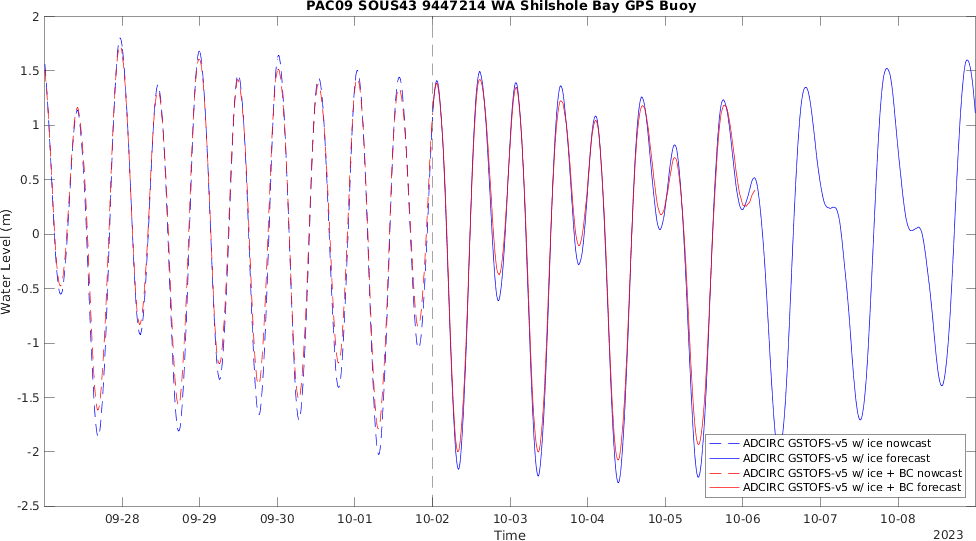 PAC09 SOUS43 9447214 WA Shilshole Bay GPS Buoy
2
1.5
1
0.5
0
-0.5
-1
-1.5
-2
-2.5
Water Level (m)
09-28 09-29 09-30 10-01 10-02 10-03 10-04 10-05 10-06 10-07 10-08
Time
2023
ADCIRC GSTOFS-v5 w/ ice nowcast
ADCIRC GSTOFS-v5 w/ ice forecast
ADCIRC GSTOFS-v5 w/ ice + BC nowcast
ADCIRC GSTOFS-v5 w/ ice + BC forecast